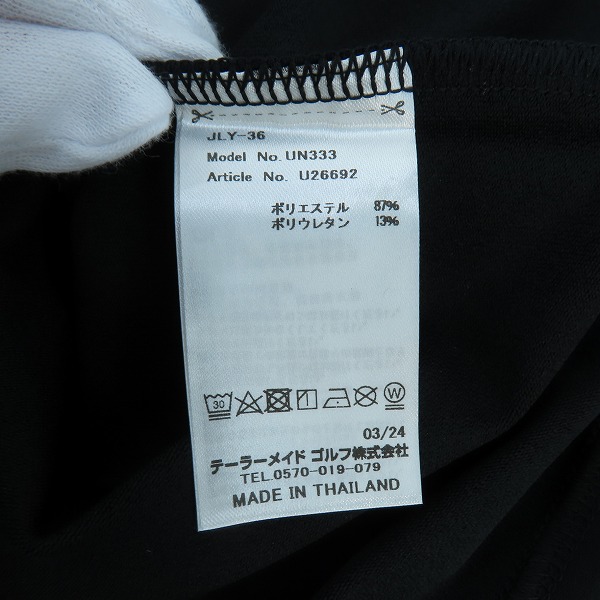 JLY-36
Model No. UN333
Article No. U26692
ポリエステル 87%
ポリウレタン 13%
30 W
03/24
テーラーメイド ゴルフ株式会社
TEL.0570-019-079
MADE IN THAILAND